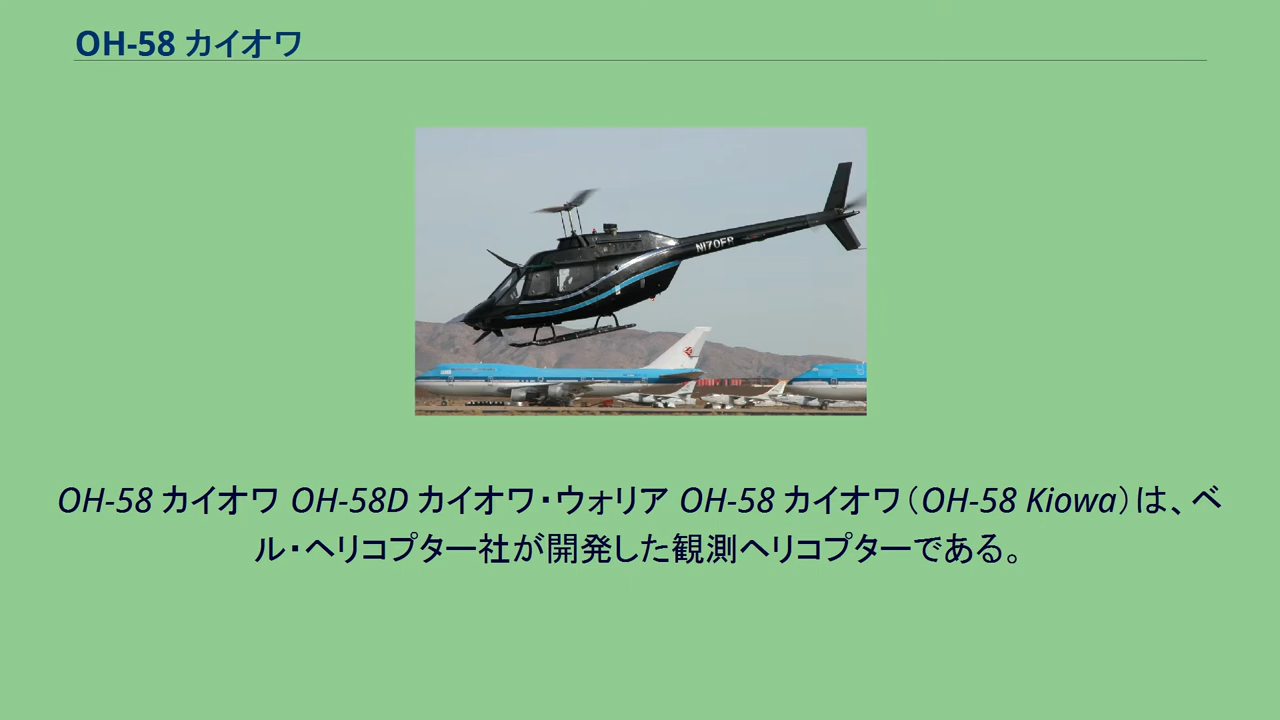 OH-58 カイオワ
N170FB
OH-58 カイオワ OH-58D カイオワ・ウォリア OH-58 カイオワ（OH-58 Kiowa）は、ベ
ル・ヘリコプター社が開発した観測ヘリコプターである。